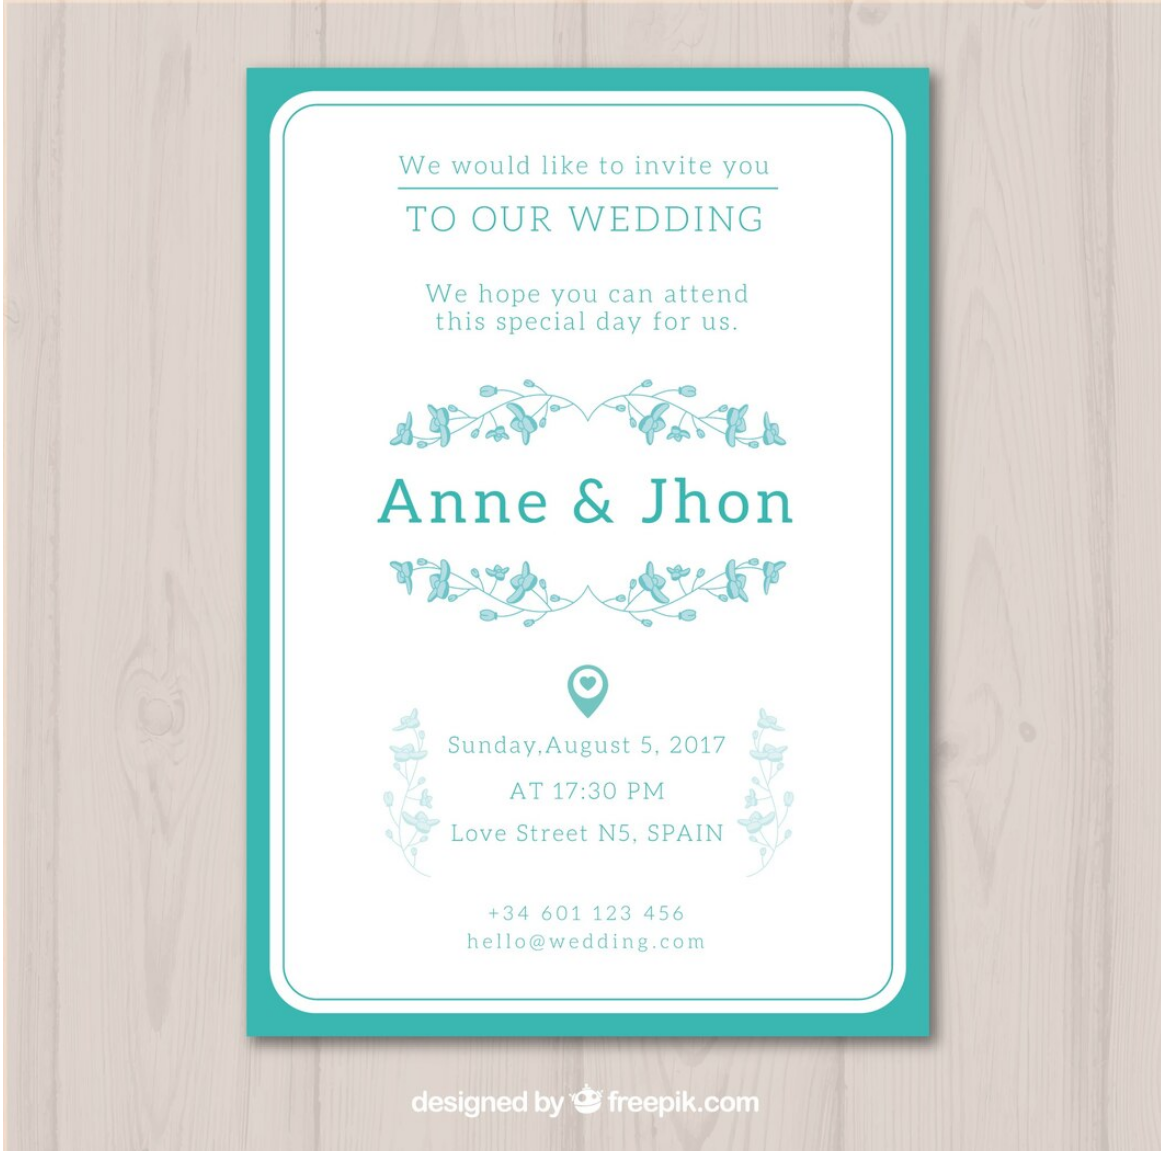 We would like to invite you
TO OUR WEDDING
We hope you can attend
this special day for us.
Anne & Jhon
Sunday,August 5, 2017
AT 17:30 PM
Love Street N5, SPAIN
+34 601 123 456
hello@wedding.com
designed by freepik.com